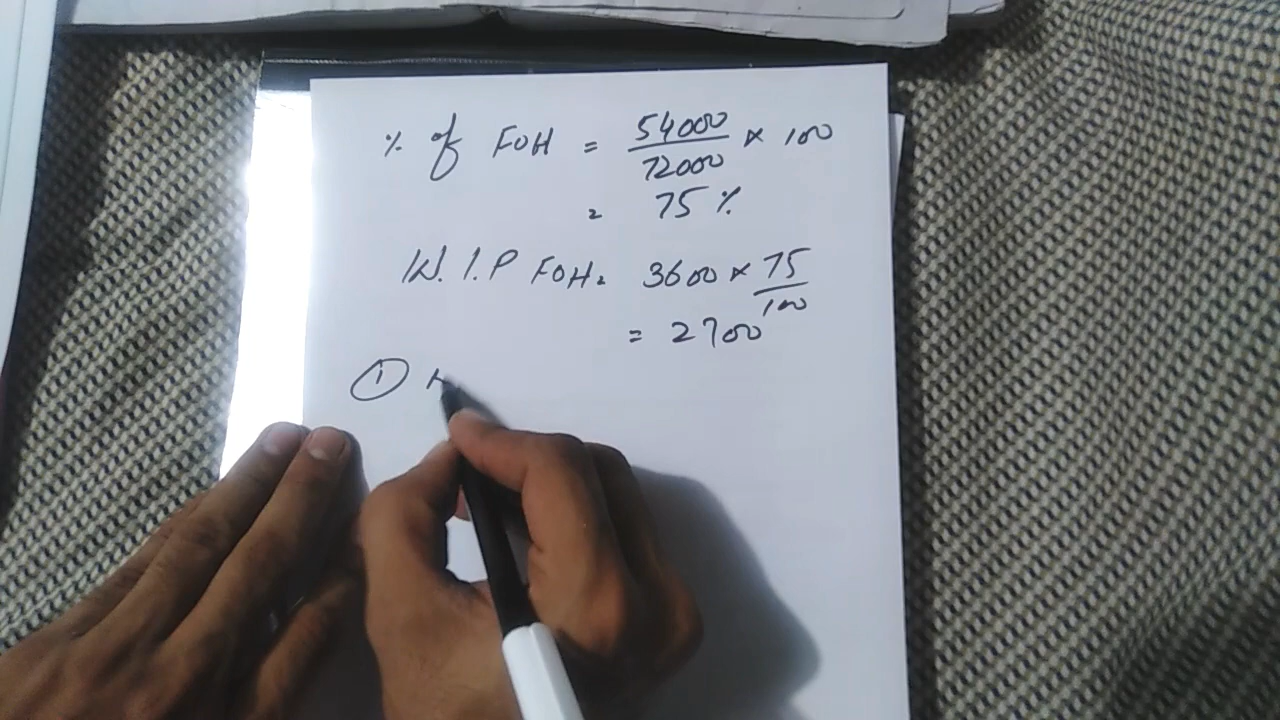 % of FOH = 54000/72000 × 100
= 75 %
W.I.P FOH = 3600 × 75/100
= 2700
①